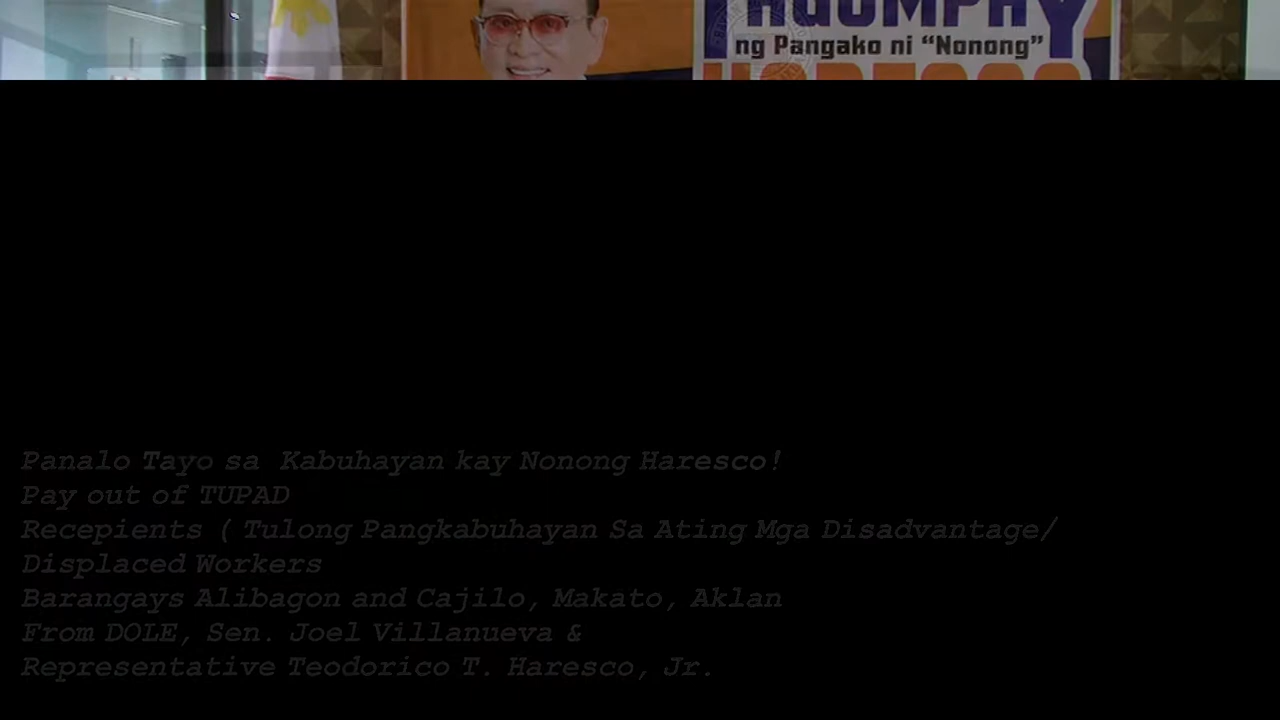 ng Pangako ni “Nonong”
Panalo Tayo sa Kabuhayan kay Nonong Haresco!
Pay out of TUPAD
Recepients ( Tulong Pangkabuhayan Sa Ating Mga Disadvantage/
Displaced Workers
Barangays Alibagon and Cajilo, Makato, Aklan
From DOLE, Sen. Joel Villanueva &
Representative Teodorico T. Haresco, Jr.